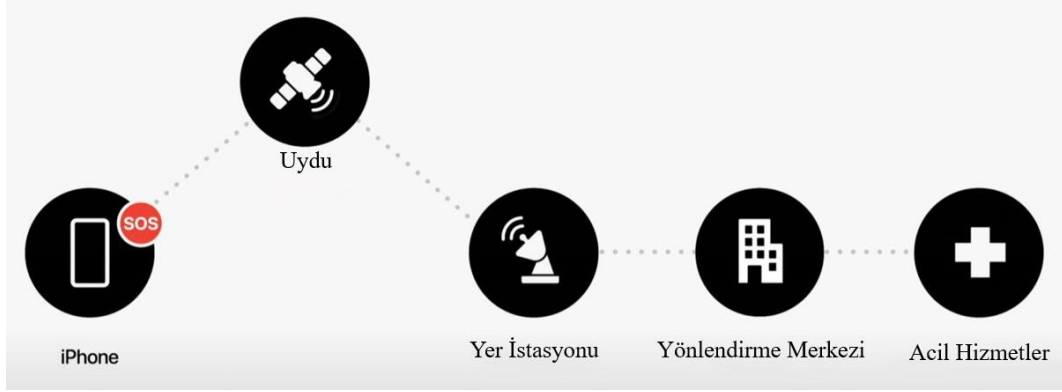 Uydu
SOS
iPhone
Yer İstasyonu
Yönlendirme Merkezi
Acil Hizmetler